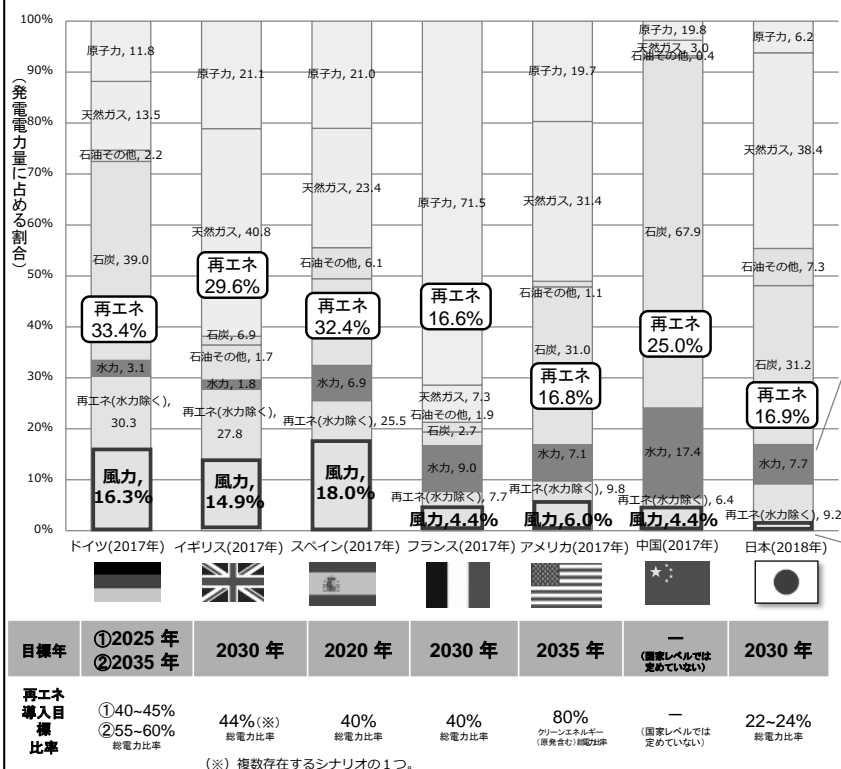 (発電電力量に占める割合)
100%
90%
80%
70%
60%
50%
40%
30%
20%
10%
0%
原子力, 11.8
天然ガス, 13.5
石油その他, 2.2
石炭, 39.0
再エネ
33.4%
水力, 3.1
再エネ(水力除く),
30.3
風力,
16.3%
ドイツ(2017年)
原子力, 21.1
天然ガス, 40.8
再エネ
29.6%
石炭, 6.9
石油その他, 1.7
水力, 1.8
再エネ(水力除く),
27.8
風力,
14.9%
イギリス(2017年)
原子力, 21.0
天然ガス, 23.4
石油その他, 6.1
再エネ
32.4%
水力, 6.9
再エネ(水力除く), 25.5
風力,
18.0%
スペイン(2017年)
原子力, 71.5
再エネ
16.6%
天然ガス, 7.3
石油その他, 1.9
石炭, 2.7
水力, 9.0
再エネ(水力除く), 7.7
風力,4.4%
フランス(2017年)
原子力, 19.7
天然ガス, 31.4
石油その他, 1.1
石炭, 31.0
再エネ
16.8%
水力, 7.1
再エネ(水力除く), 9.8
風力,6.0%
アメリカ(2017年)
原子力, 19.8
天然ガス, 3.0
石油その他, 0.4
石炭, 67.9
再エネ
25.0%
水力, 17.4
再エネ(水力除く), 6.4
風力,4.4%
中国(2017年)
原子力, 6.2
天然ガス, 38.4
石油その他, 7.3
石炭, 31.2
再エネ
16.9%
水力, 7.7
再エネ(水力除く), 9.2
日本(2018年)
目標年
①2025 年
②2035 年
2030 年
2020 年
2030 年
2035 年
ー
(国家レベルでは
定めていない)
2030 年
再エネ
導入目
標
比率
①40~45%
②55~60%
総電力比率
44%(※)
総電力比率
40%
総電力比率
40%
総電力比率
80%
クリーンエネルギー
(原発含む)総電力比率
ー
(国家レベルでは
定めていない)
22~24%
総電力比率
(※)複数存在するシナリオの1つ。